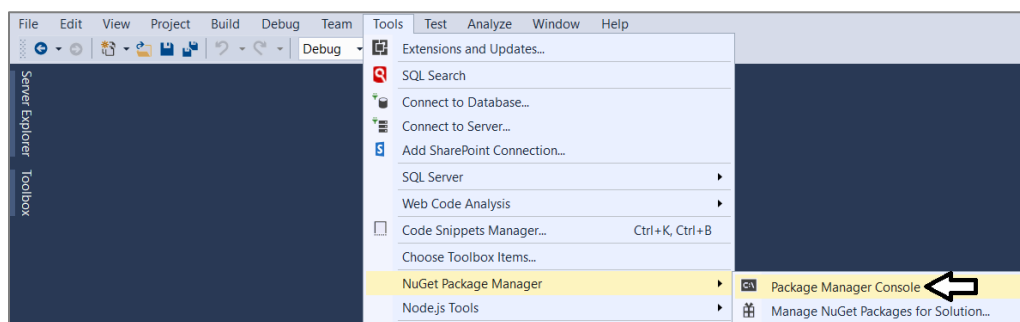 File Edit View Project Build Debug Team Tools Test Analyze Window Help
Debug
Server Explorer
Toolbox
Extensions and Updates...
SQL Search
Connect to Database...
Connect to Server...
Add SharePoint Connection...
SQL Server
Web Code Analysis
Code Snippets Manager... Ctrl+K, Ctrl+B
Choose Toolbox Items...
NuGet Package Manager
Package Manager Console
Node.js Tools
Manage NuGet Packages for Solution...